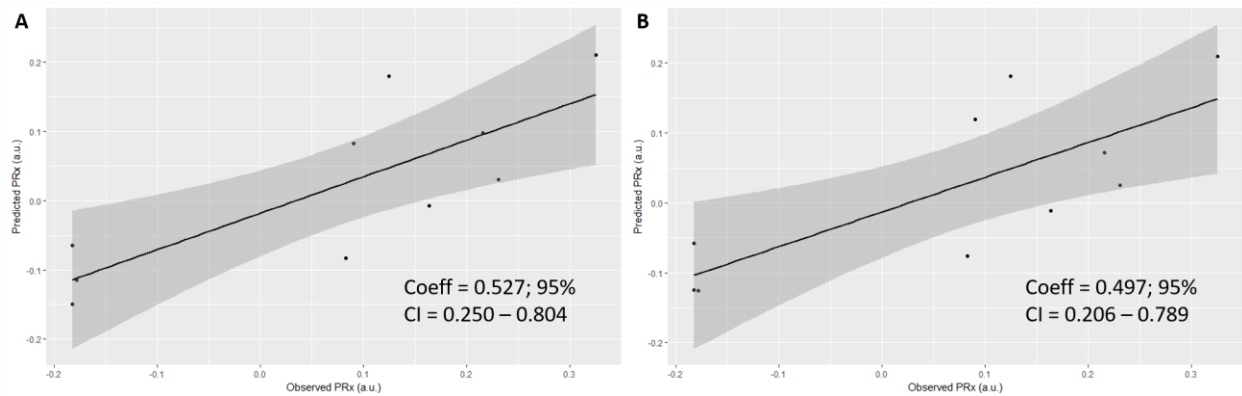 A
0.2
0.1
0.0
-0.1
-0.2
Predicted PRx (a.u.)
Coeff = 0.527; 95%
CI = 0.250 – 0.804
-0.2
-0.1
0.0
0.1
0.2
0.3
Observed PRx (a.u.)
B
0.2
0.1
0.0
-0.1
-0.2
Predicted PRx (a.u.)
Coeff = 0.497; 95%
CI = 0.206 – 0.789
-0.2
-0.1
0.0
0.1
0.2
0.3
Observed PRx (a.u.)